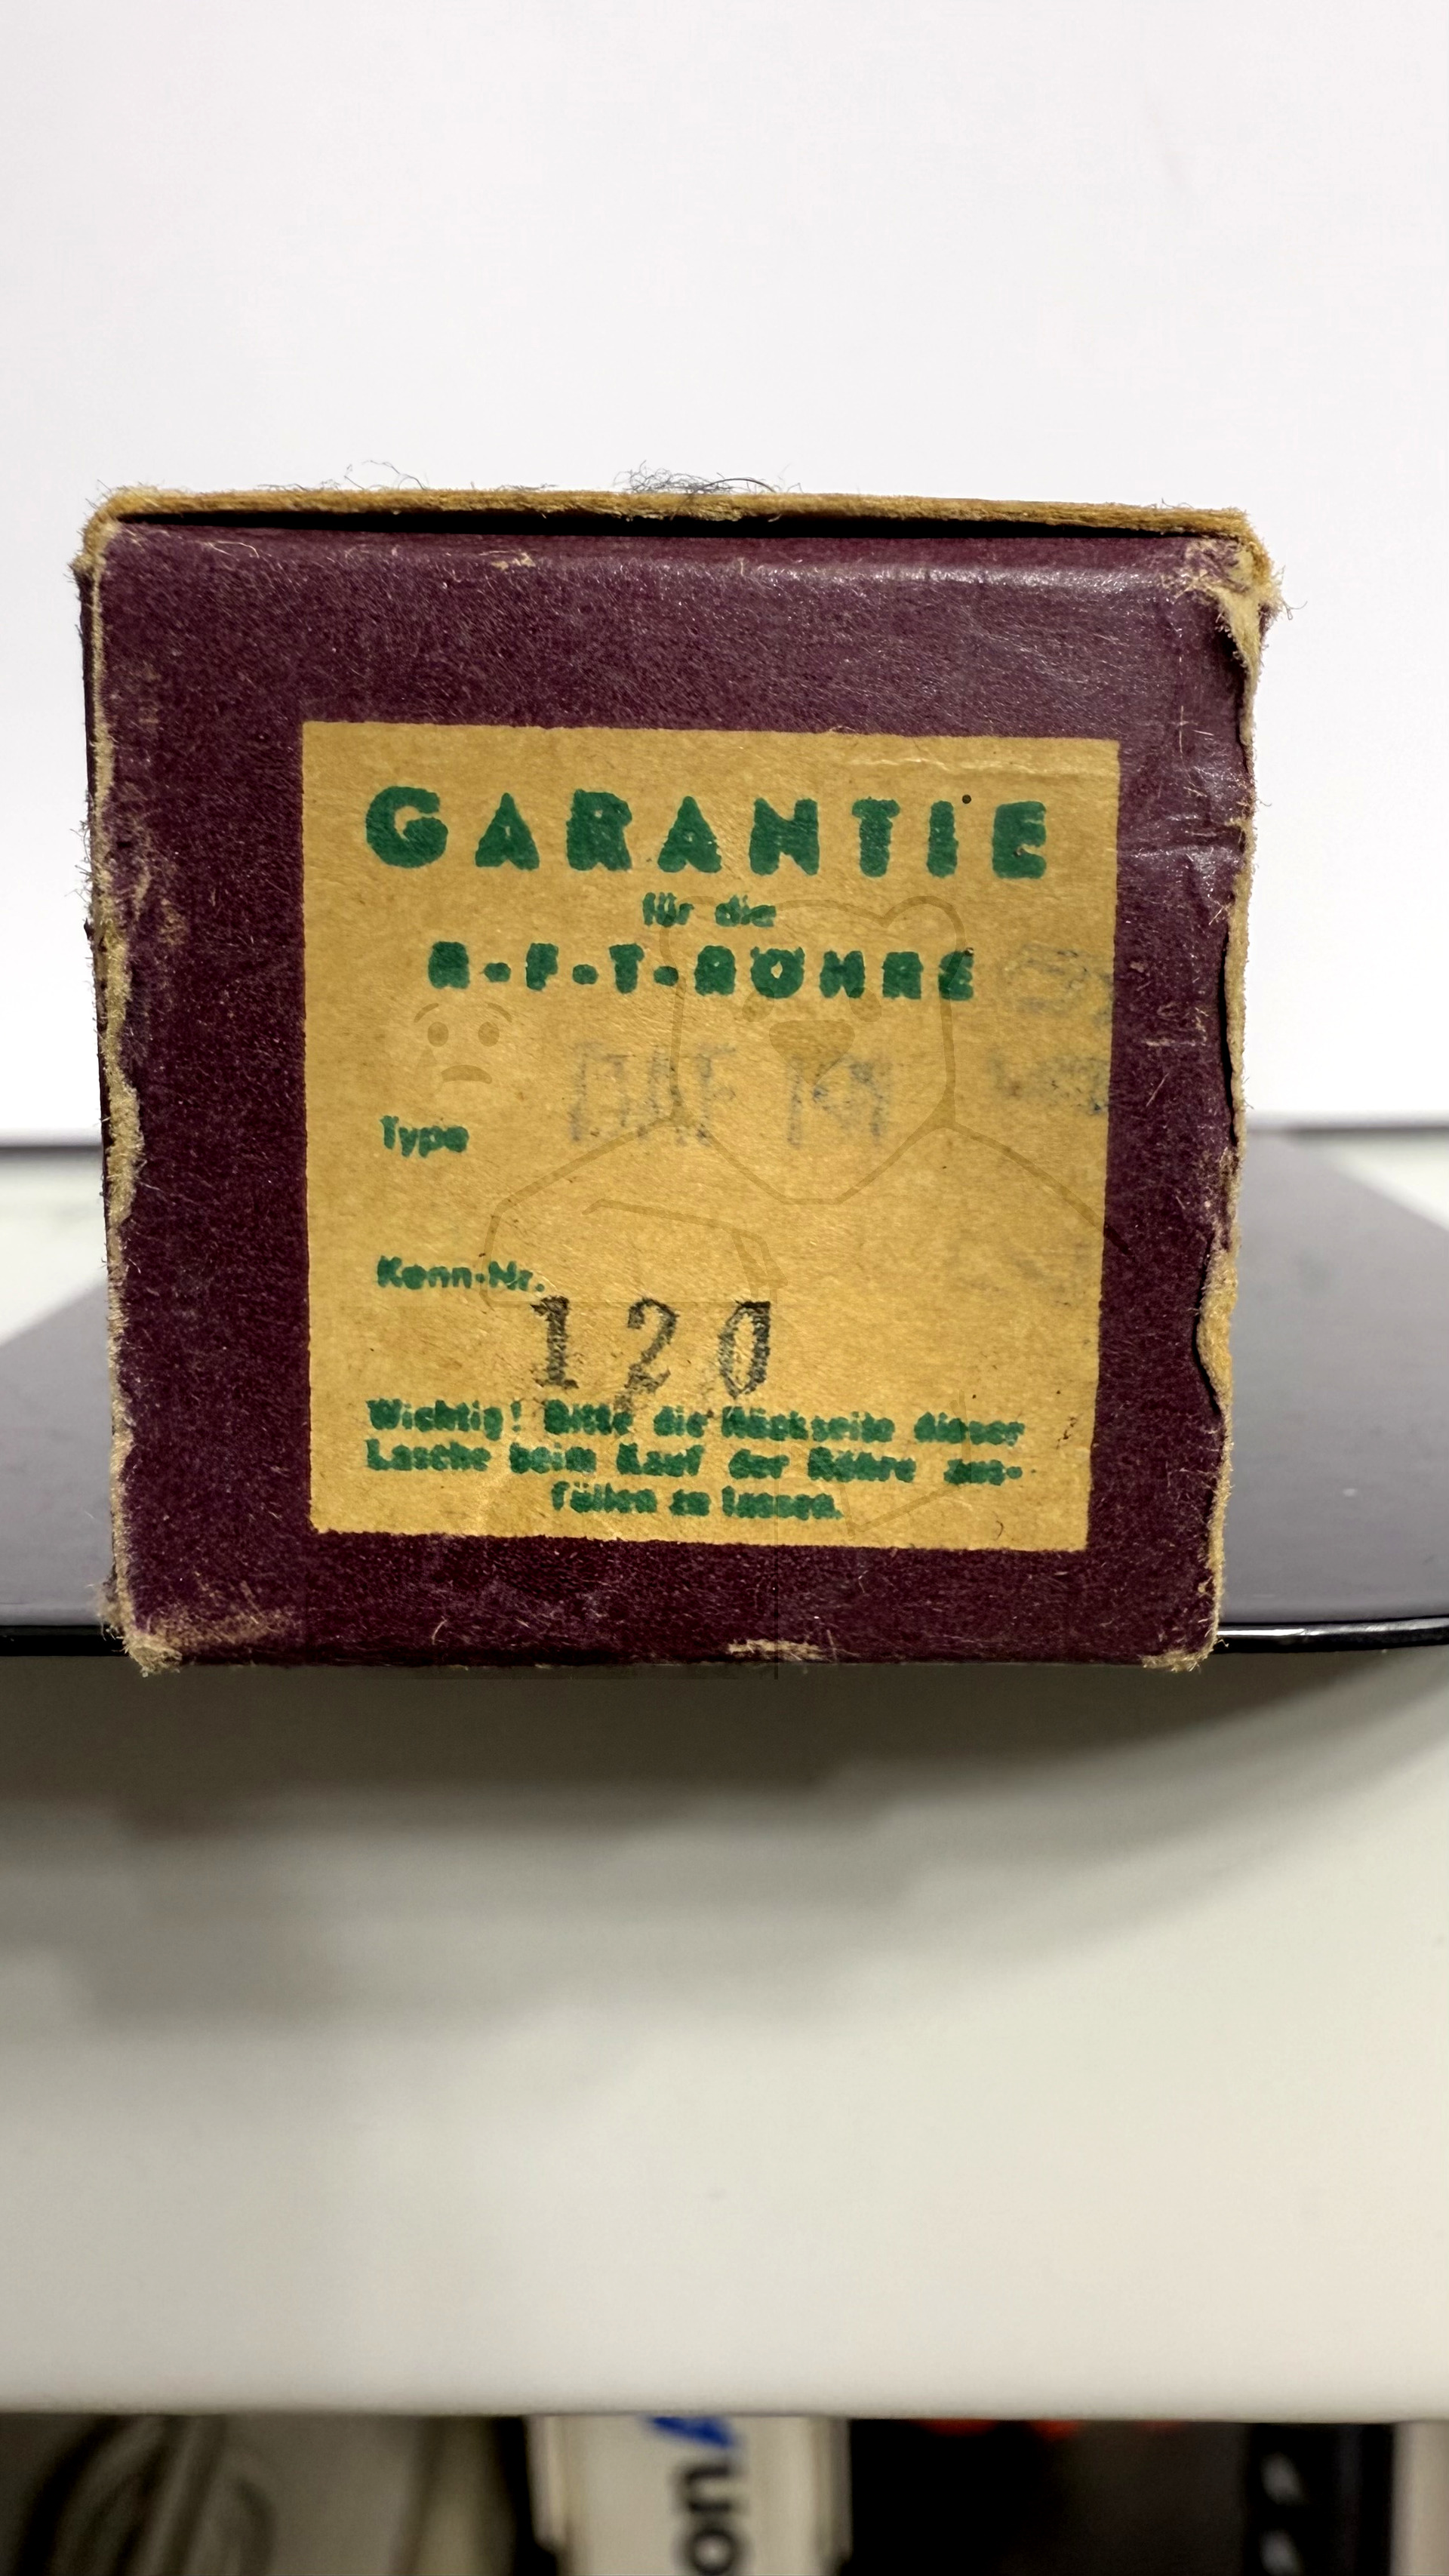 GARANTIE
für die
R-F-T-RÖHRE
Type
Kenn-Nr.
120
Wichtig! Bitte die Rückseite dieser
Lasche beim Kauf der Röhre aus-
füllen zu lassen.
on